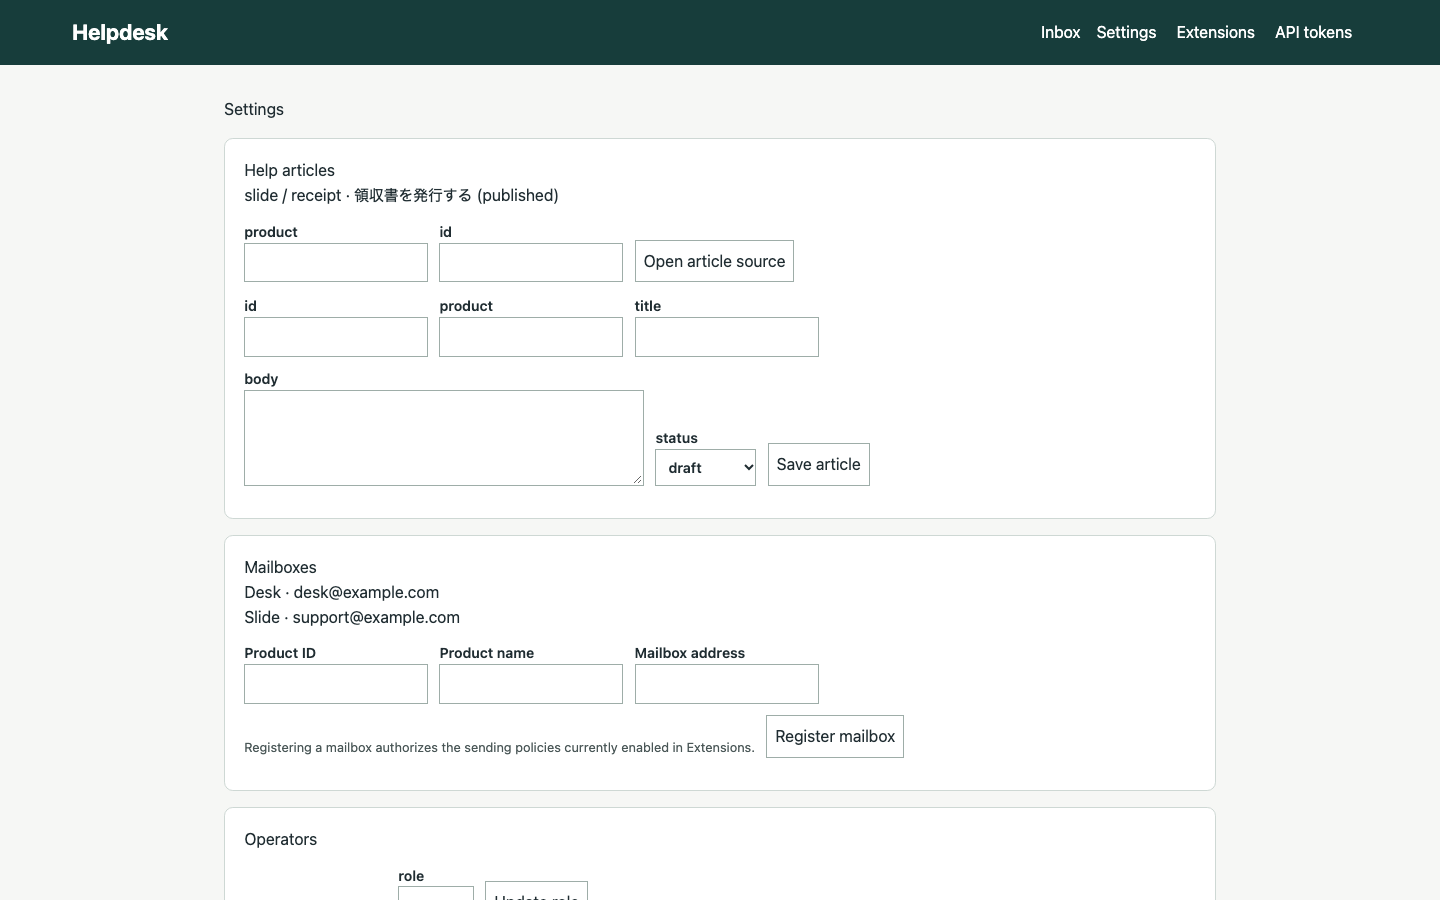 Helpdesk
Inbox Settings Extensions API tokens
Settings
Help articles
slide / receipt · 領収書を発行する (published)
product id
Open article source
id product title
body
status
draft
Save article
Mailboxes
Desk · desk@example.com
Slide · support@example.com
Product ID Product name Mailbox address
Registering a mailbox authorizes the sending policies currently enabled in Extensions.
Register mailbox
Operators
role
Update role